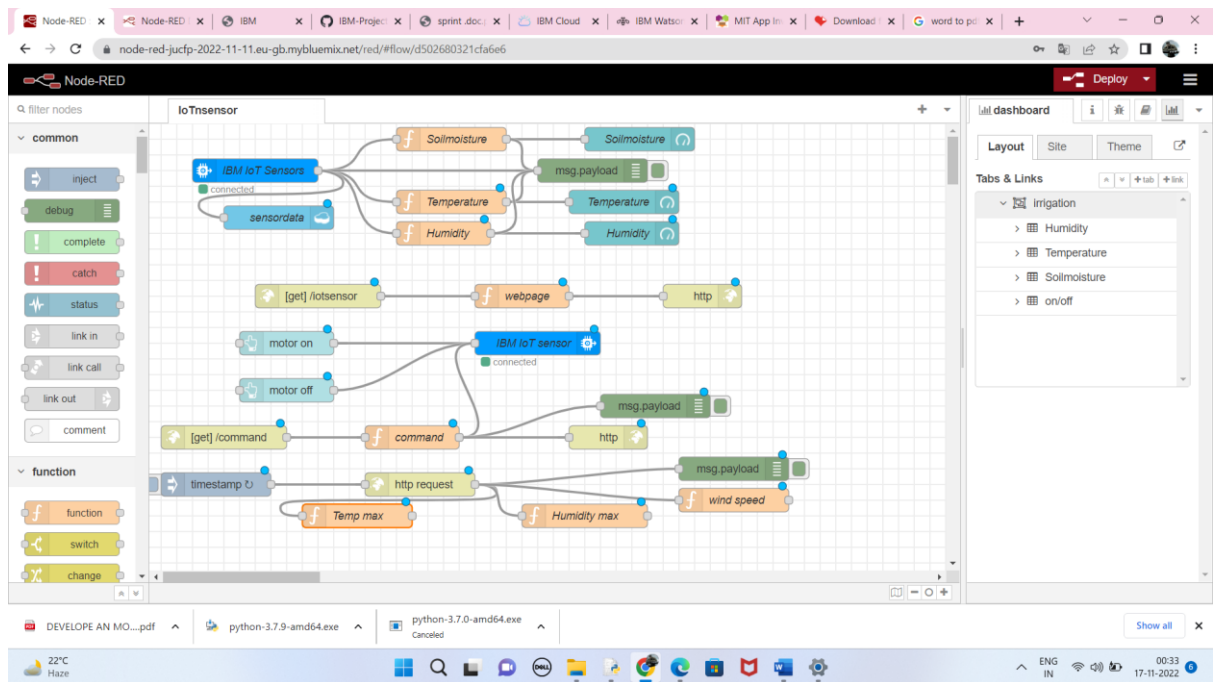 Node-RED :
Node-RED
IBM
IBM-Project
sprint .doc.
IBM Cloud
IBM Watson
MIT App In
Download
word to pd
node-red-jucfp-2022-11-11.eu-gb.mybluemix.net/red/#flow/d502680321cfa6e6
Node-RED
Deploy
filter nodes
IoTnsensor
dashboard
common
inject
debug
complete
catch
status
link in
link call
link out
comment
function
function
switch
change
Soilmoisture
Soilmoisture
IBM IoT Sensors
msg.payload
connected
Temperature
Temperature
sensordata
Humidity
Humidity
[get] /iotsensor
webpage
http
motor on
IBM IoT sensor
connected
motor off
msg.payload
[get] /command
command
http
msg.payload
timestamp ↻
http request
wind speed
Temp max
Humidity max
Layout
Site
Theme
Tabs & Links
+ tab
+ link
irrigation
Humidity
Temperature
Soilmoisture
on/off
DEVELOPE AN MO....pdf
python-3.7.9-amd64.exe
python-3.7.0-amd64.exe
Canceled
Show all
22°C
Haze
DELL
ENG
IN
00:33
17-11-2022
6